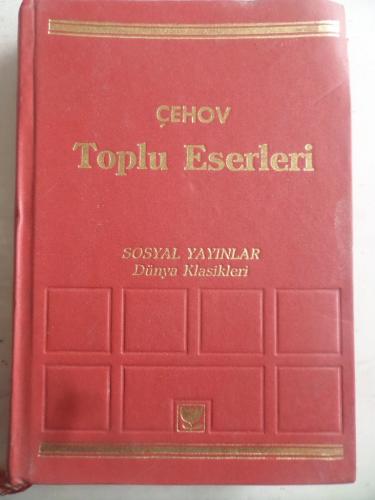 ÇEHOV
Toplu Eserleri
SOSYAL YAYINLAR
Dünya Klasikleri